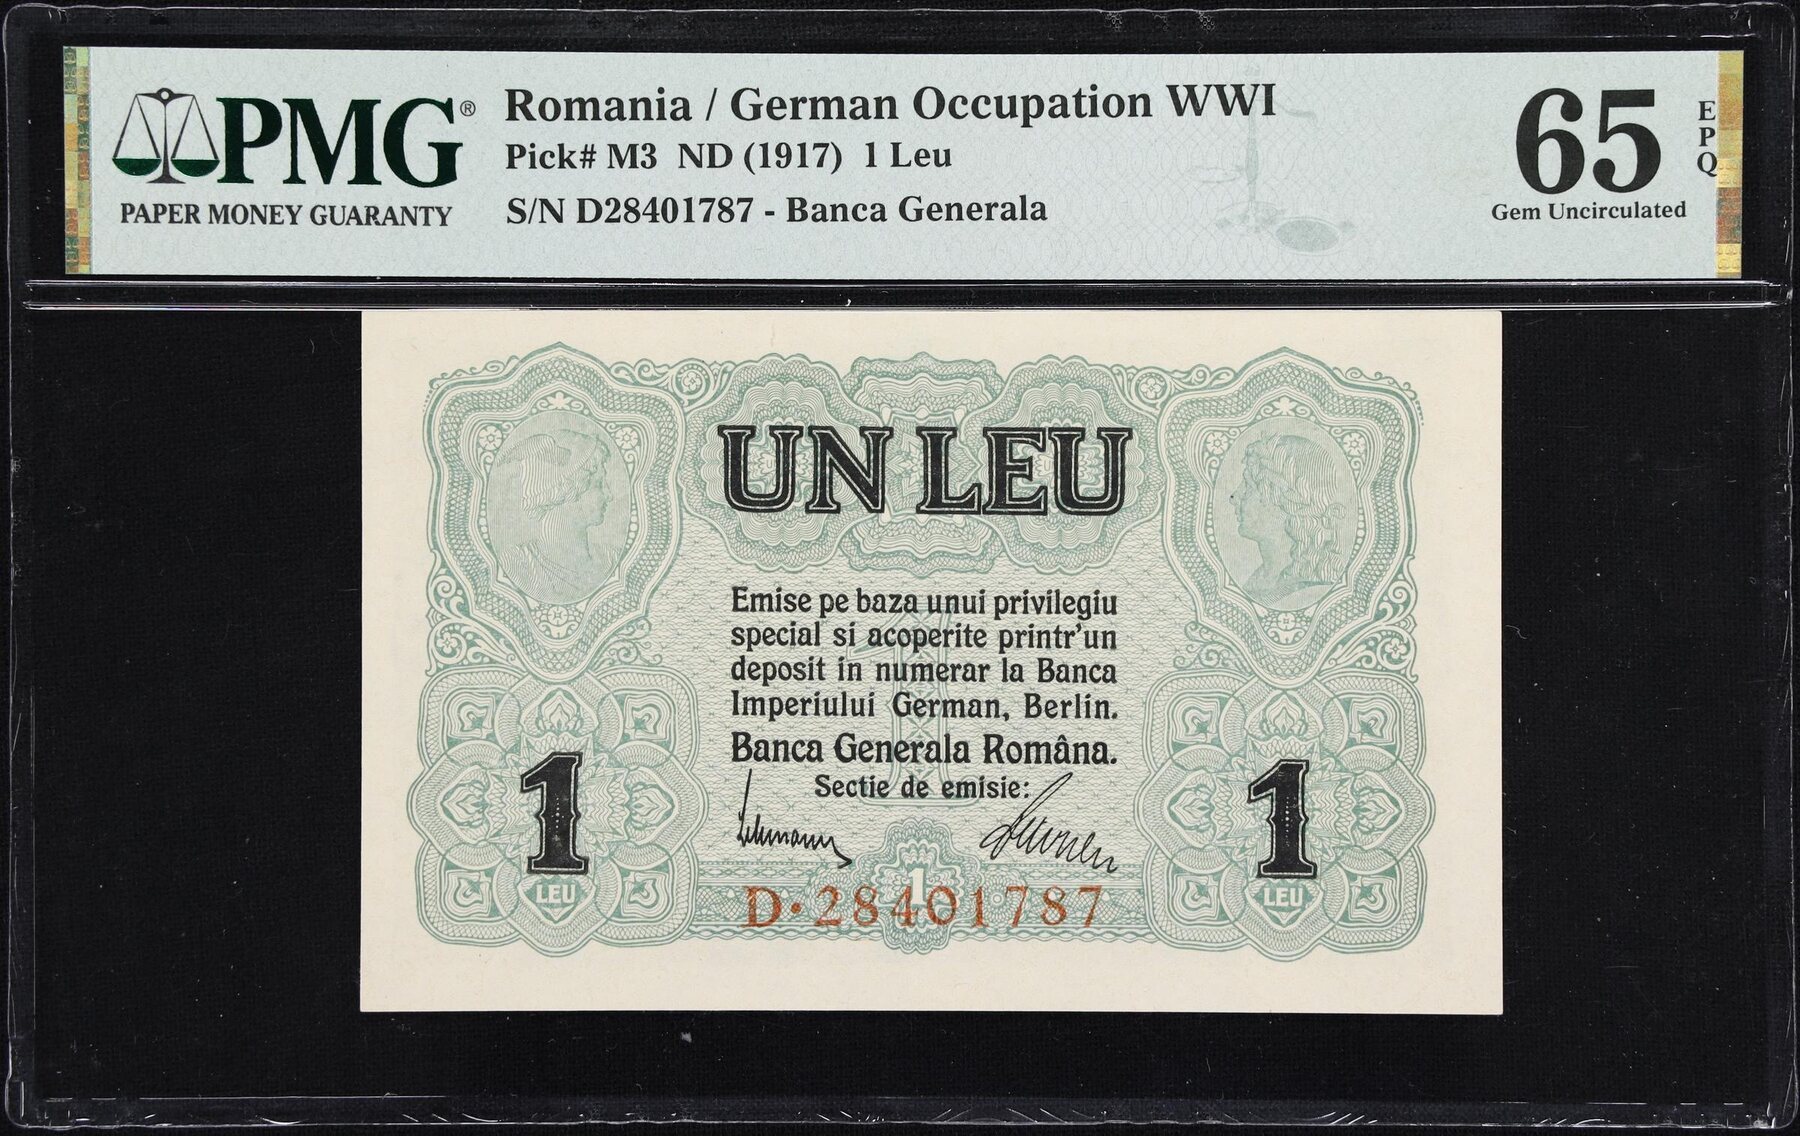 PMG®
PAPER MONEY GUARANTY
Romania / German Occupation WWI
Pick# M3 ND (1917) 1 Leu
S/N D28401787 - Banca Generala
65
EPQ
Gem Uncirculated
UN LEU
Emise pe baza unui privilegiu
special si acoperite printr'un
deposit in numerar la Banca
Imperiului German, Berlin.
Banca Generala Româna.
Sectie de emisie:
1
1
1
1
LEU
LEU
D·28401787